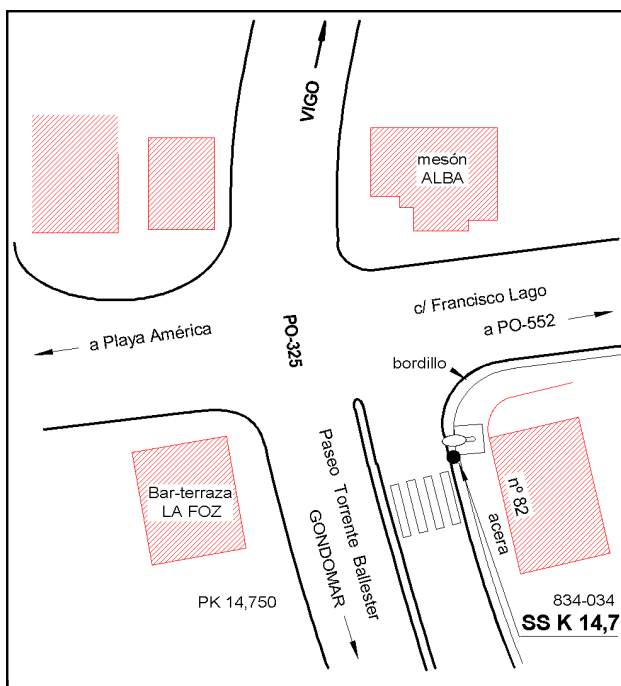 VIGO
mesón
ALBA
c/ Francisco Lago
a PO-552
PO-325
a Playa América
bordillo
Paseo Torrente Ballester
GONDOMAR
Bar-terraza
LA FOZ
nº 82
acera
PK 14,750
834-034
SS K 14,7